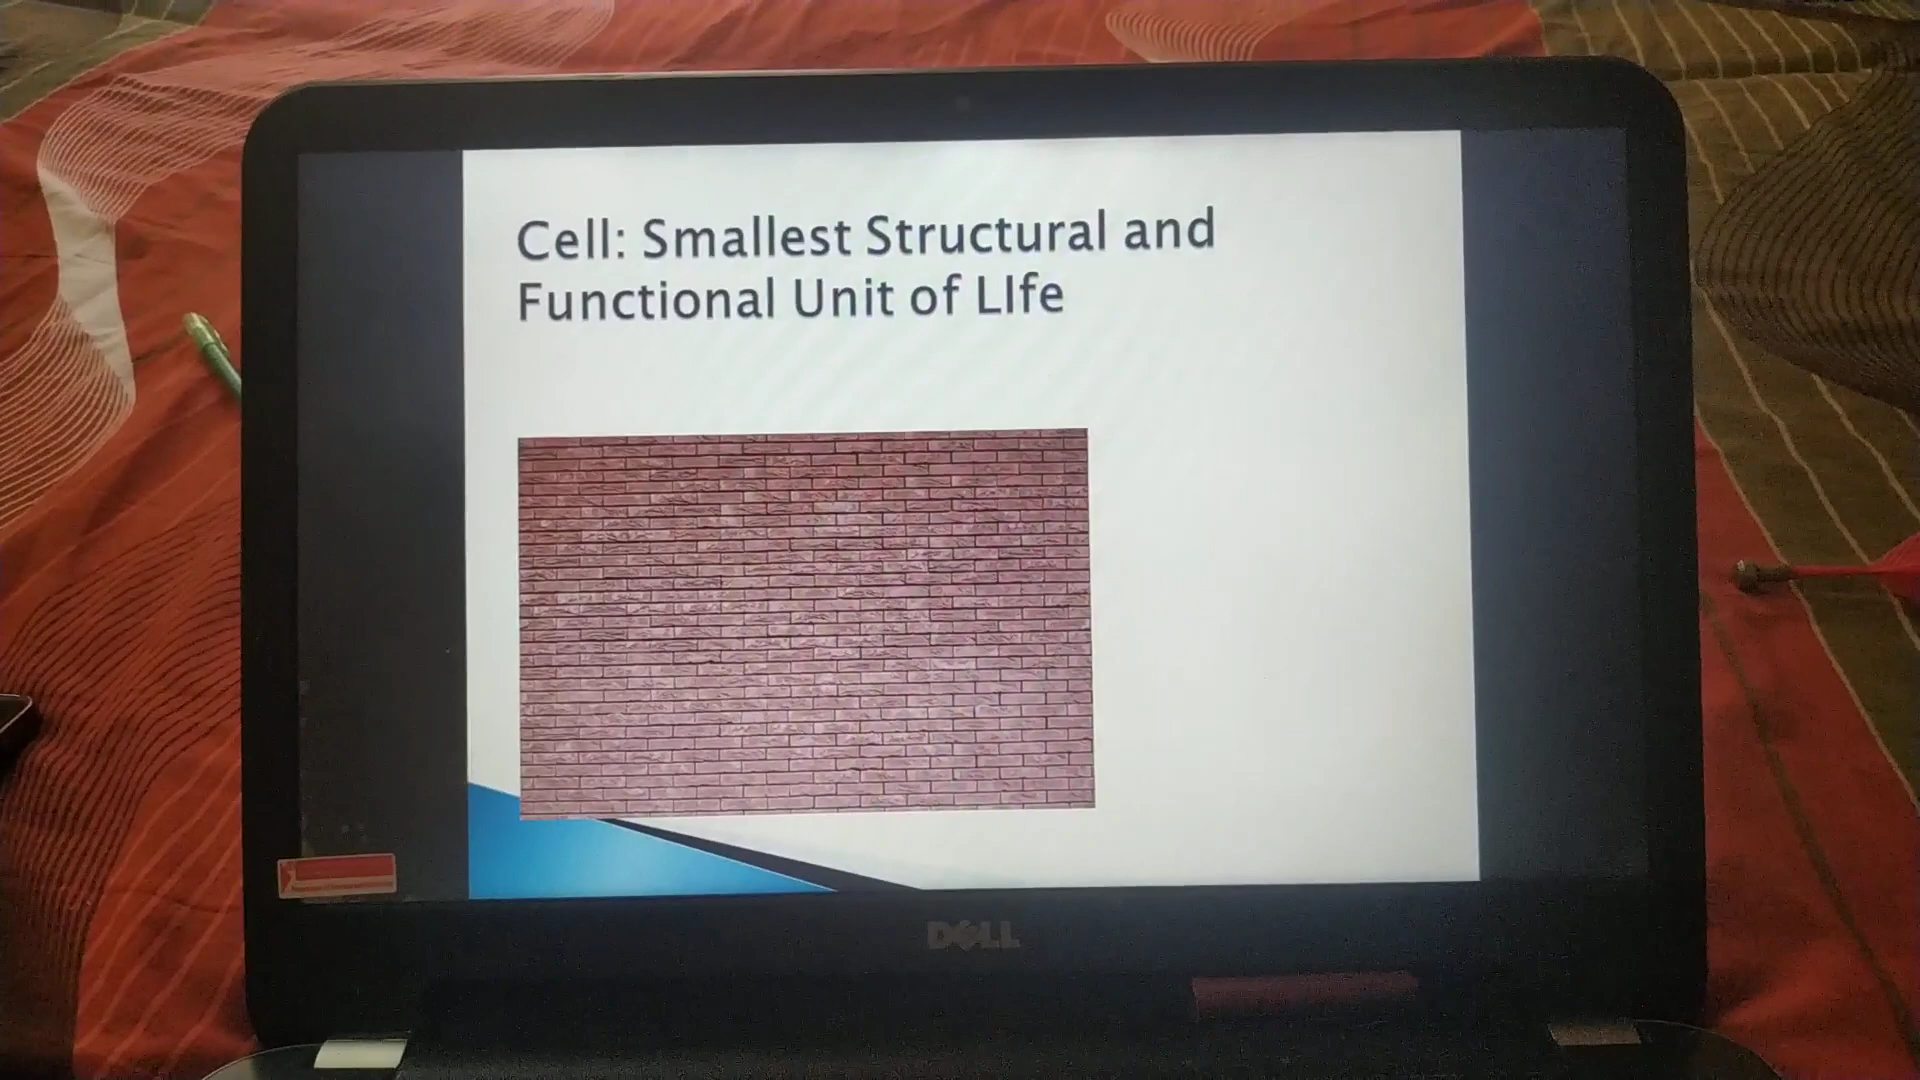 Cell: Smallest Structural and
Functional Unit of LIfe
DELL